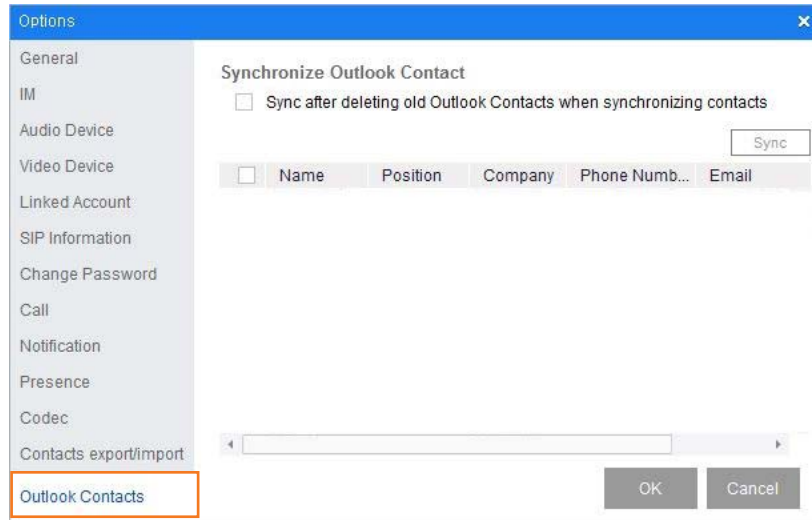 Options
General
IM
Audio Device
Video Device
Linked Account
SIP Information
Change Password
Call
Notification
Presence
Codec
Contacts export/import
Outlook Contacts
Synchronize Outlook Contact
Sync after deleting old Outlook Contacts when synchronizing contacts
Sync
Name Position Company Phone Numb... Email
OK Cancel